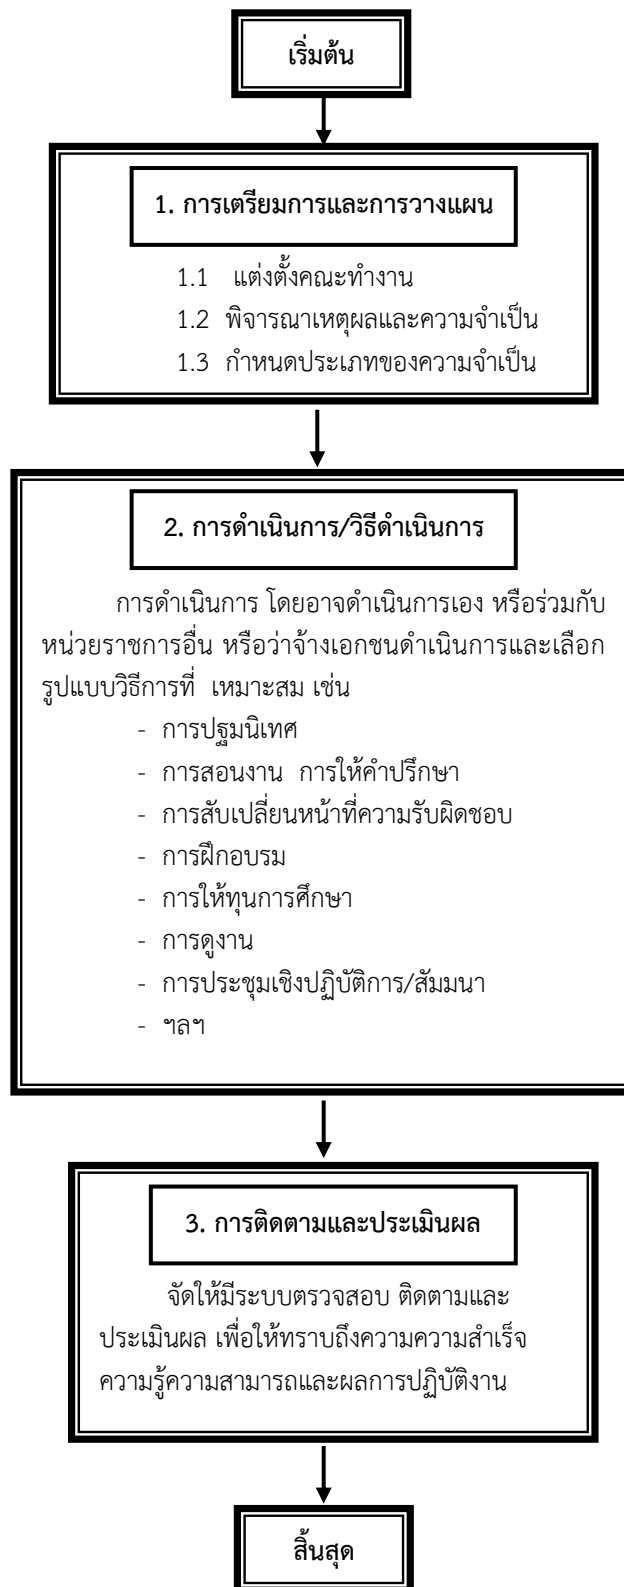 เริ่มต้น
1. การเตรียมการและการวางแผน
1.1 แต่งตั้งคณะทำงาน
1.2 พิจารณาเหตุผลและความจำเป็น
1.3 กำหนดประเภทของความจำเป็น
2. การดำเนินการ/วิธีดำเนินการ
การดำเนินการ โดยอาจดำเนินการเอง หรือร่วมกับ
หน่วยราชการอื่น หรือว่าจ้างเอกชนดำเนินการและเลือก
รูปแบบวิธีการที่ เหมาะสม เช่น
- การปฐมนิเทศ
- การสอนงาน การให้คำปรึกษา
- การสับเปลี่ยนหน้าที่ความรับผิดชอบ
- การฝึกอบรม
- การให้ทุนการศึกษา
- การดูงาน
- การประชุมเชิงปฏิบัติการ/สัมมนา
- ฯลฯ
3. การติดตามและประเมินผล
จัดให้มีระบบตรวจสอบ ติดตามและ
ประเมินผล เพื่อให้ทราบถึงความความสำเร็จ
ความรู้ความสามารถและผลการปฏิบัติงาน
สิ้นสุด